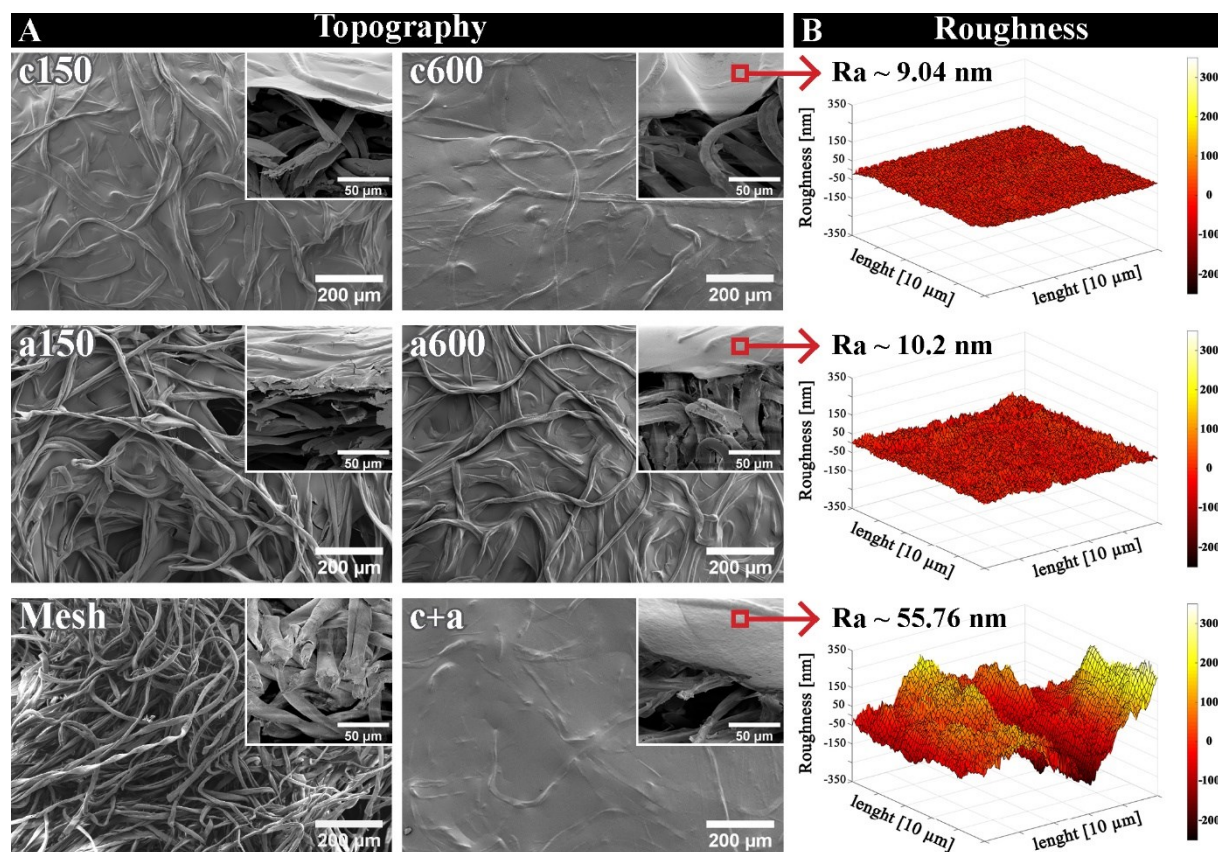 A Topography
B Roughness
c150
50 µm
200 µm
c600
50 µm
200 µm
Ra ~ 9.04 nm
Roughness [nm]
350
150
50
-50
-150
-350
lenght [10 µm]
lenght [10 µm]
300
200
100
0
-100
-200
a150
50 µm
200 µm
a600
50 µm
200 µm
Ra ~ 10.2 nm
Roughness [nm]
350
150
50
-50
-150
-350
lenght [10 µm]
lenght [10 µm]
300
200
100
0
-100
-200
Mesh
50 µm
200 µm
c+a
50 µm
200 µm
Ra ~ 55.76 nm
Roughness [nm]
350
150
50
-50
-150
-350
lenght [10 µm]
lenght [10 µm]
300
200
100
0
-100
-200